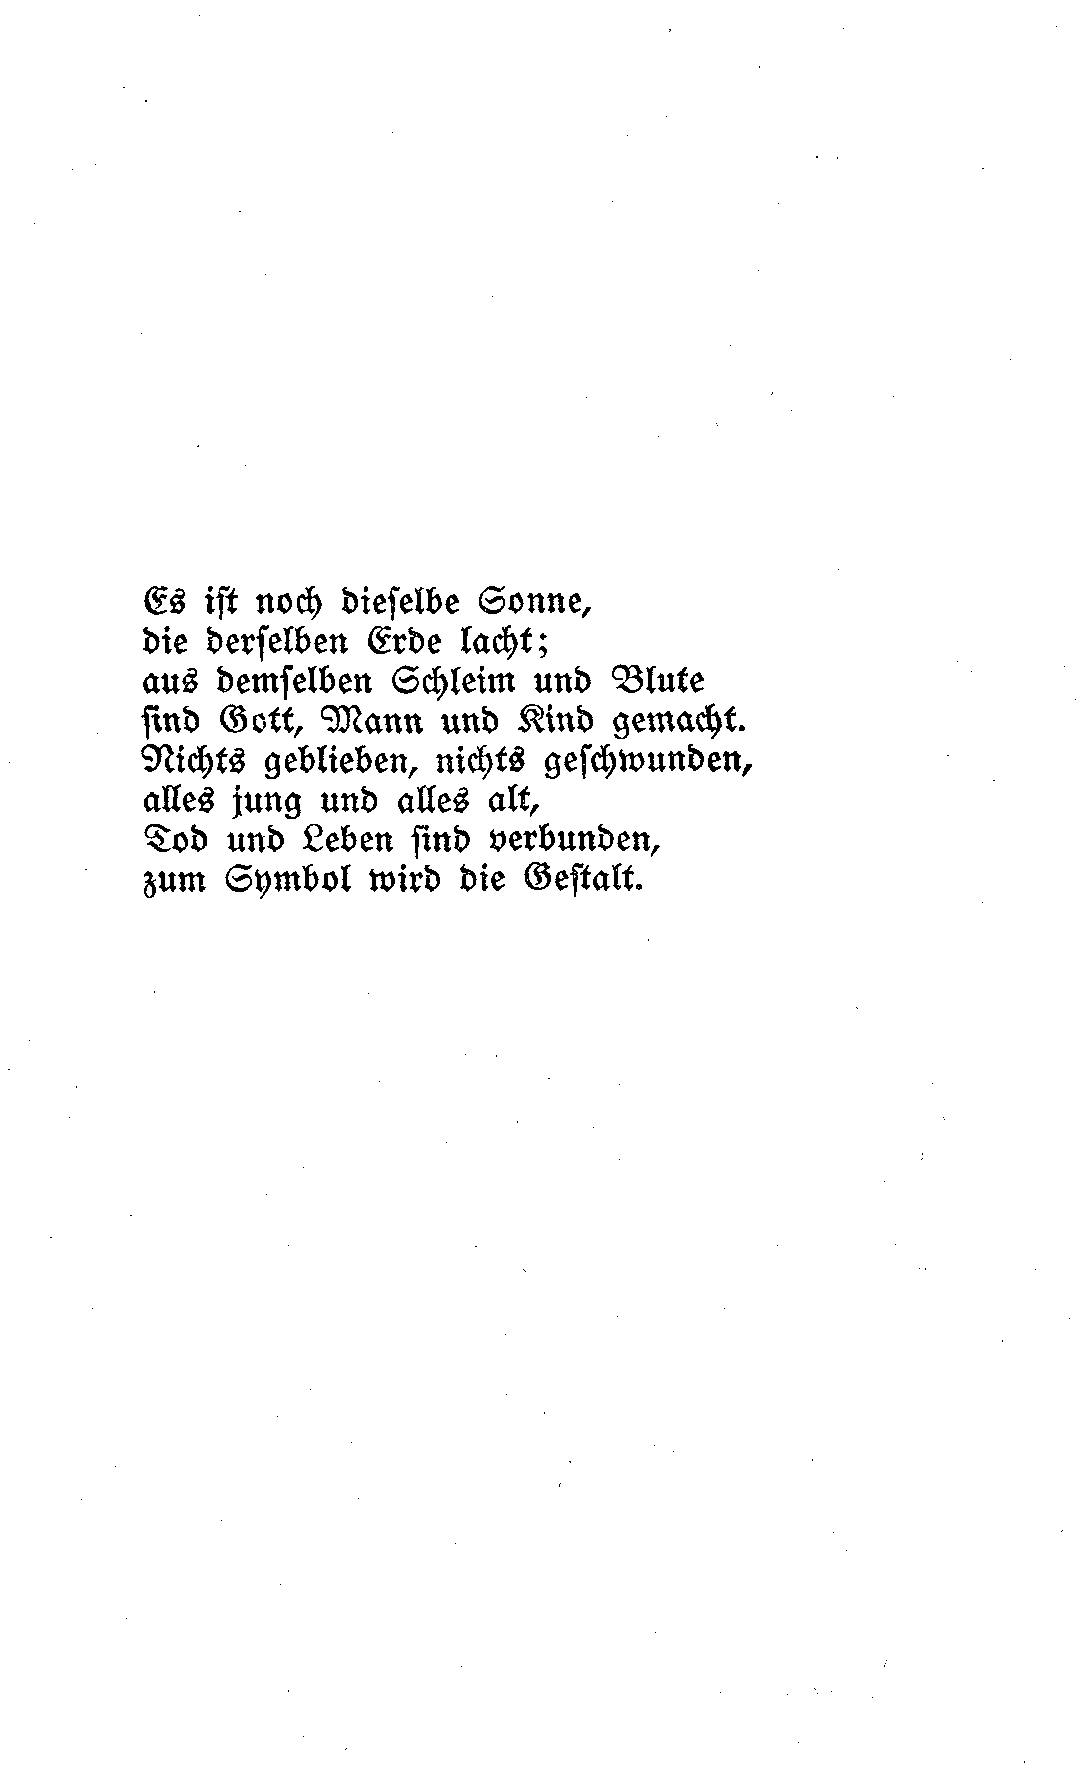 Es ist noch dieselbe Sonne,
die derselben Erde lacht;
aus demselben Schleim und Blute
sind Gott, Mann und Kind gemacht.
Nichts geblieben, nichts geschwunden,
alles jung und alles alt,
Tod und Leben sind verbunden,
zum Symbol wird die Gestalt.